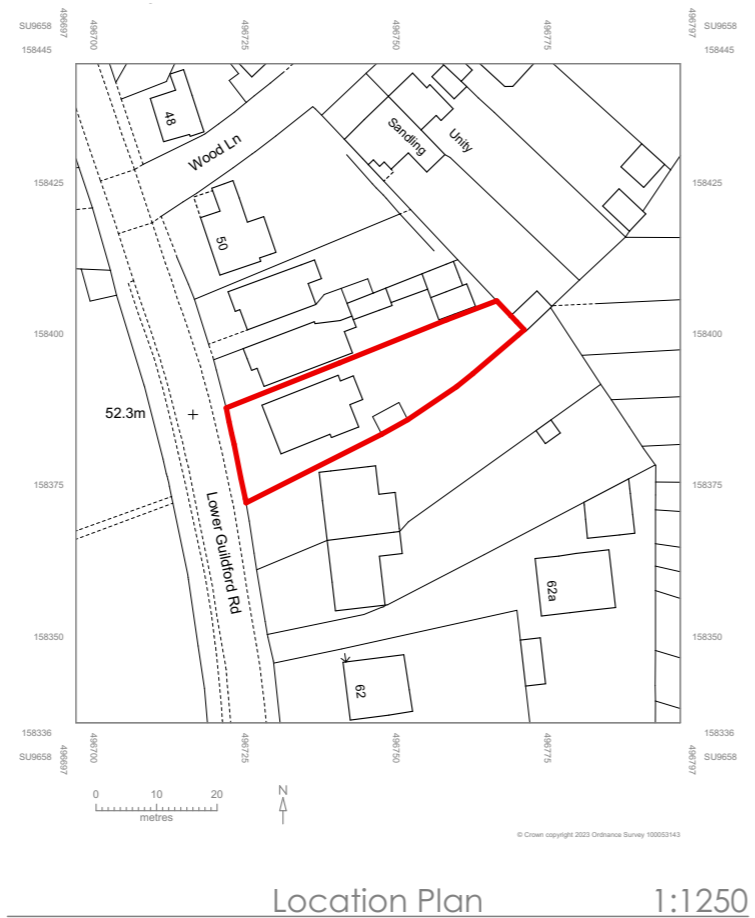 SU9658
158445
496697
496700
496725
496750
496775
496797
SU9658
158445
48
Wood Ln
Sandling
Unity
158425
158425
50
158400
158400
52.3m
158375
158375
Lower Guildford Rd
62a
158350
158350
62
158336
SU9658
496697
496700
496725
496750
496775
496797
158336
SU9658
0 10 20
metres
N
© Crown copyright 2023 Ordnance Survey 100053143
Location Plan 1:1250